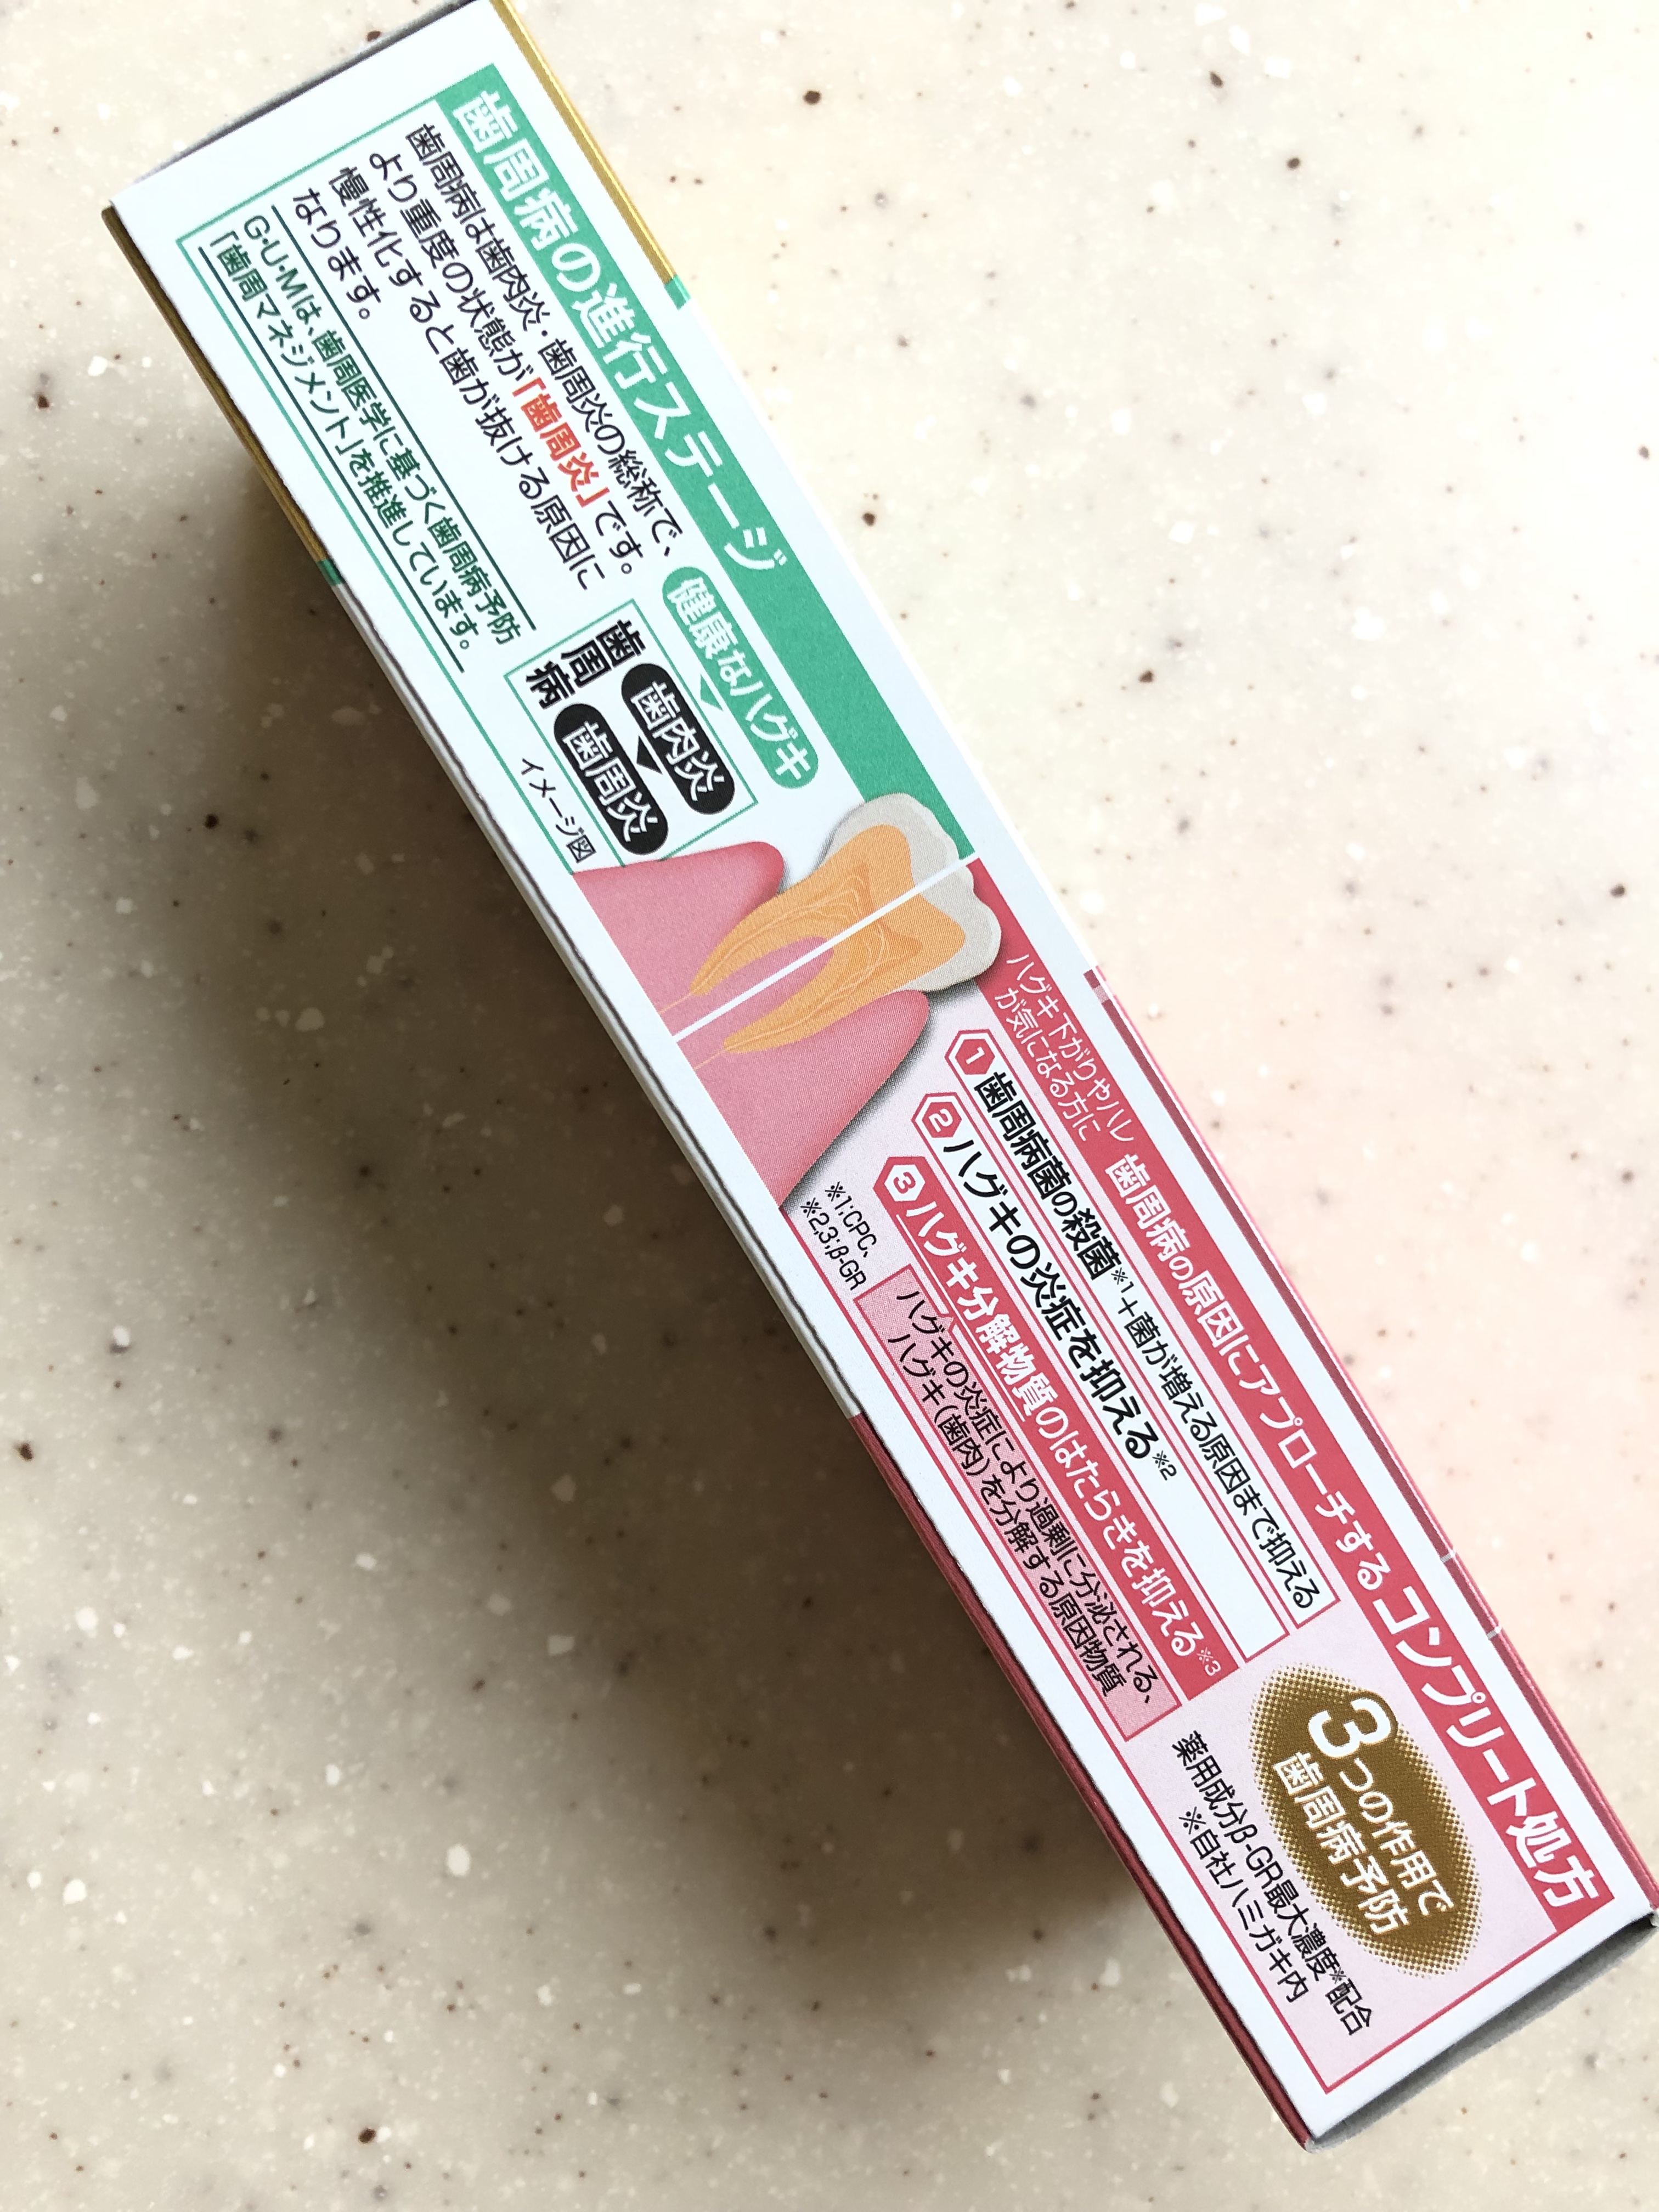 歯周病の進行ステージ
歯周病は歯肉炎・歯周炎の総称で、
より重度の状態が「歯周炎」です。
慢性化すると歯が抜ける原因に
なります。
G・U・Mは、歯周医学に基づく歯周病予防
「歯周マネジメント」を推進しています。
健康なハグキ
歯周病
歯肉炎
歯周炎
イメージ図
ハグキ下がりやハレ
が気になる方に
歯周病の原因にアプローチするコンプリート処方
1 歯周病菌の殺菌※1+菌が増える原因まで抑える
2 ハグキの炎症を抑える※2
3 ハグキ分解物質のはたらきを抑える※3
ハグキの炎症により過剰に分泌される、
ハグキ(歯肉)を分解する原因物質
※1:CPC、
※2,3:β-GR
3つの作用で
歯周病予防
薬用成分β-GR最大濃度※配合
※自社ハミガキ内